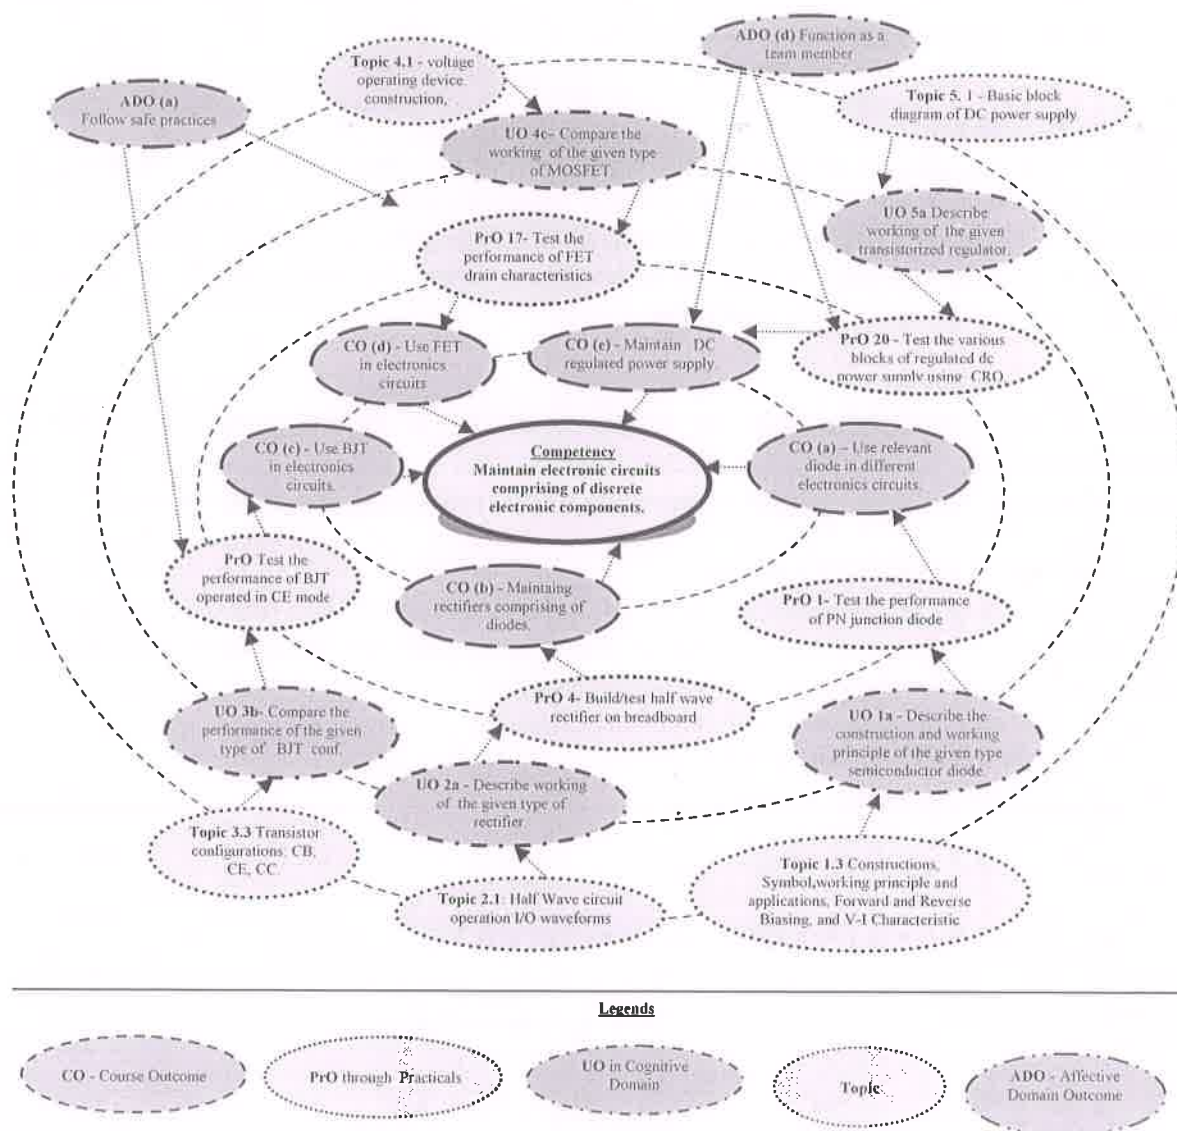 ADO (d) Function as a
team member
Topic 4.1 - voltage
operating device
construction,
ADO (a)
Follow safe practices
Topic 5. 1 - Basic block
diagram of DC power supply
UO 4c- Compare the
working of the given type
of MOSFET.
UO 5a Describe
working of the given
transistorized regulator.
PrO 17- Test the
performance of FET
drain characteristics
CO (d) - Use FET
in electronics
circuits
CO (e) - Maintain DC
regulated power supply.
PrO 20 - Test the various
blocks of regulated dc
power supply using CRO.
CO (c) - Use BJT
in electronics
circuits.
Competency
Maintain electronic circuits
comprising of discrete
electronic components.
CO (a) – Use relevant
diode in different
electronics circuits.
PrO Test the
performance of BJT
operated in CE mode
CO (b) - Maintaing
rectifiers comprising of
diodes.
PrO 1- Test the performance
of PN junction diode
UO 3b- Compare the
performance of the given
type of BJT conf.
PrO 4- Build/test half wave
rectifier on breadboard
UO 1a - Describe the
construction and working
principle of the given type
semiconductor diode.
UO 2a - Describe working
of the given type of
rectifier.
Topic 3.3 Transistor
configurations: CB,
CE, CC.
Topic 2.1: Half Wave circuit
operation I/O waveforms
Topic 1.3 Constructions,
Symbol,working principle and
applications, Forward and Reverse
Biasing, and V-I Characteristic
Legends
CO - Course Outcome
PrO through Practicals
UO in Cognitive
Domain
Topic
ADO - Affective
Domain Outcome